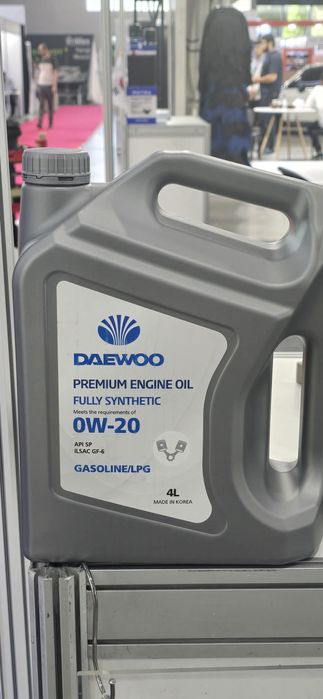 DAEWOO
PREMIUM ENGINE OIL
FULLY SYNTHETIC
Meets the requirements of
0W-20
API SP
ILSAC GF-6
GASOLINE/LPG
4L
MADE IN KOREA